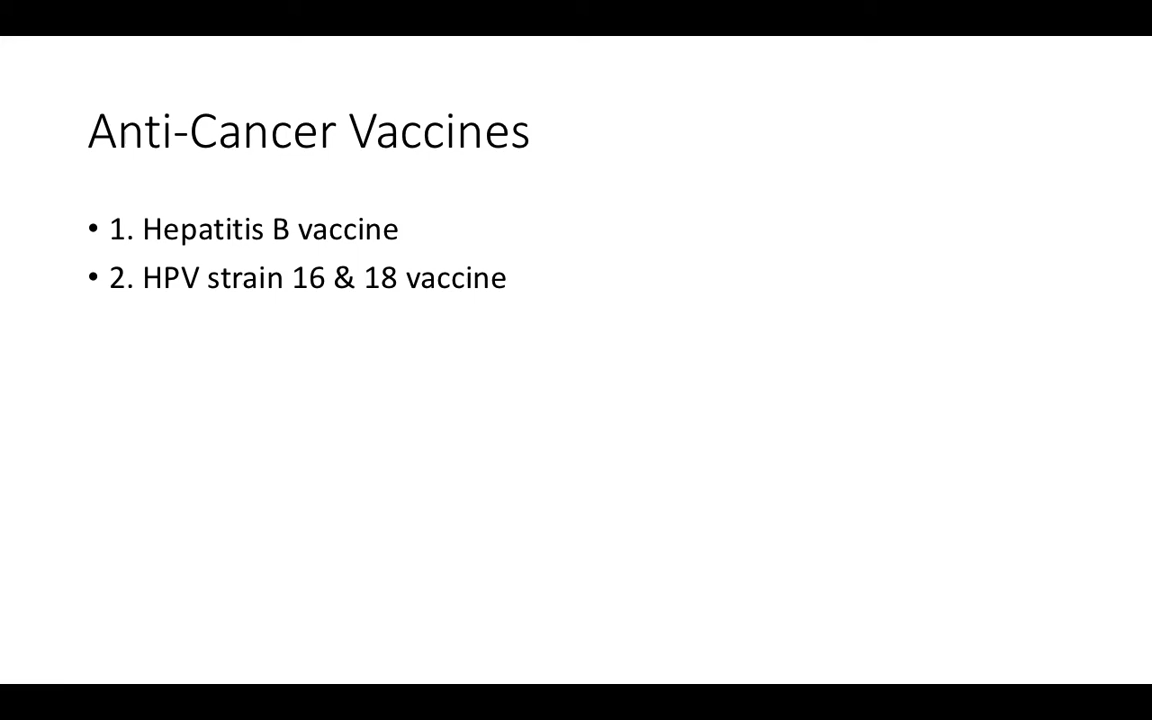 Anti-Cancer Vaccines
• 1. Hepatitis B vaccine
• 2. HPV strain 16 & 18 vaccine